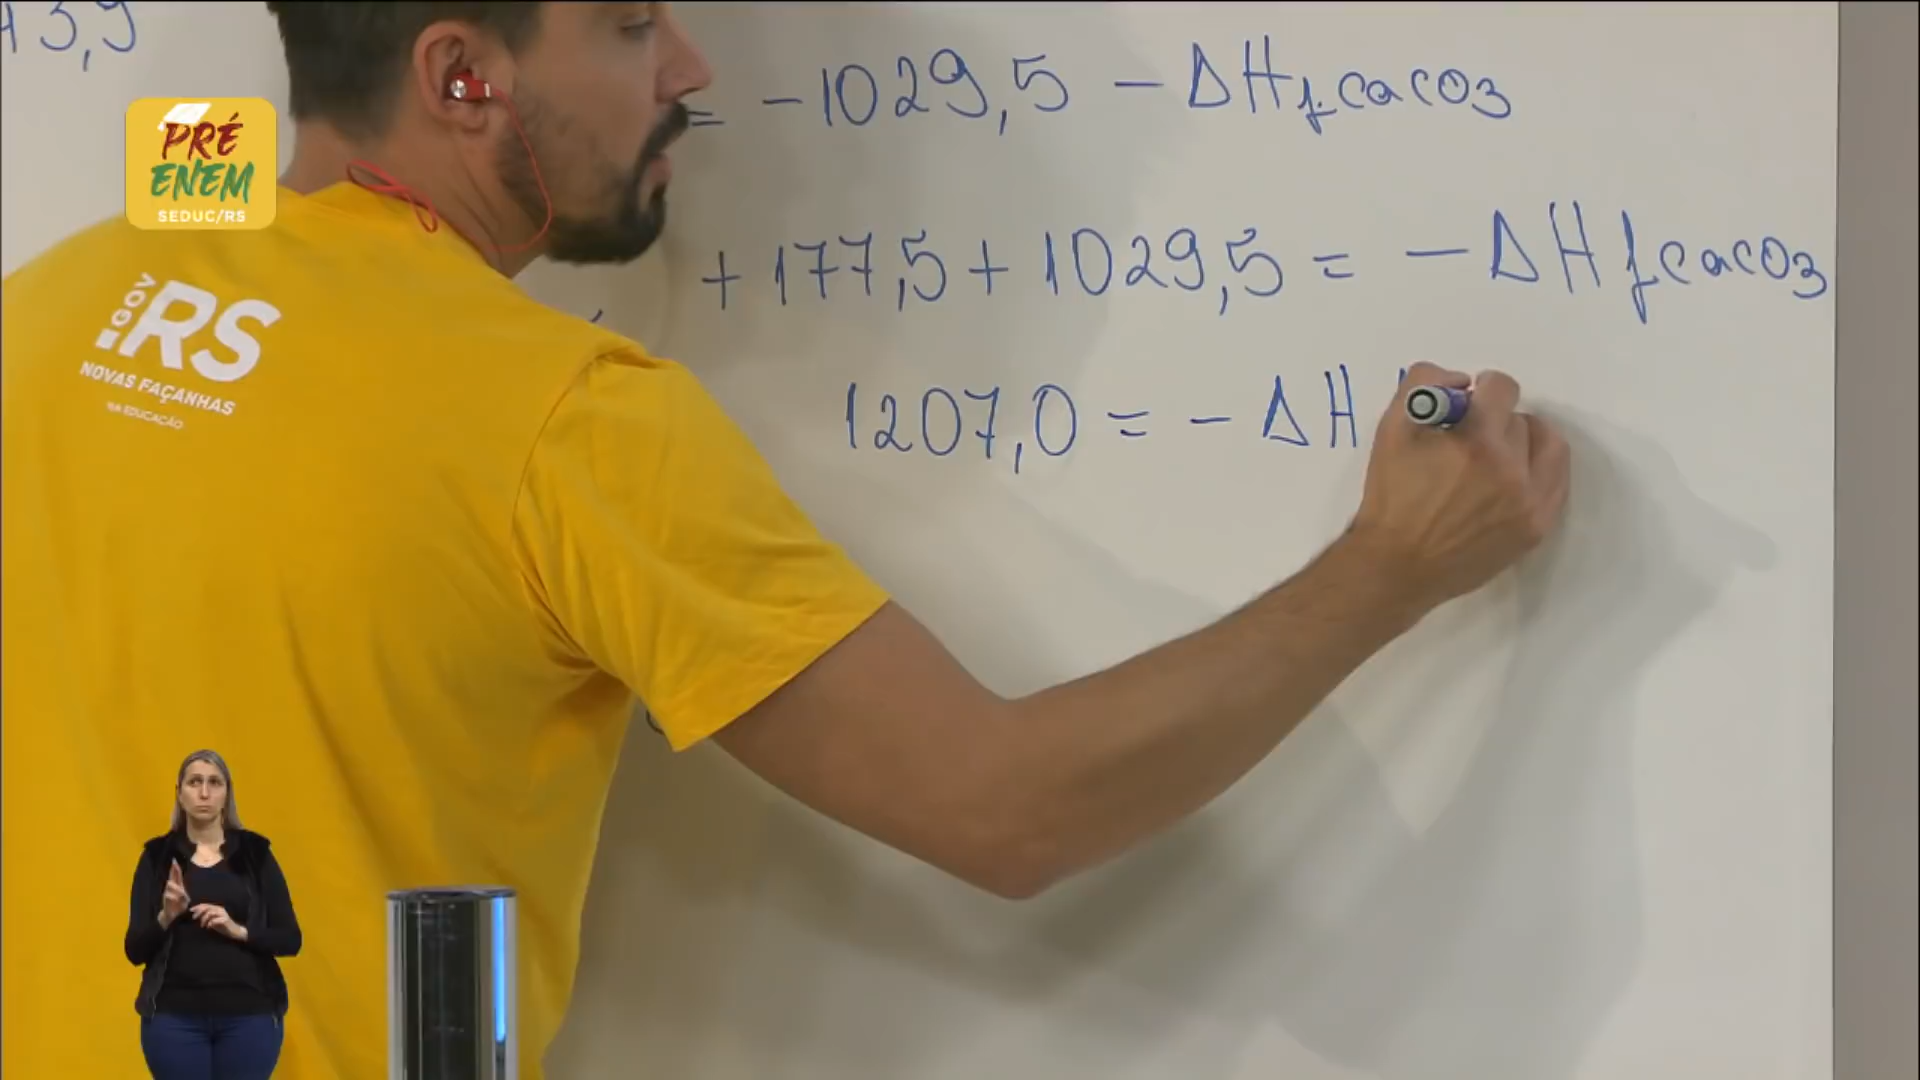 43,9
PRÉ
ENEM
SEDUC/RS
= -1029,5 - ΔHf CaCO3
.GOV
RS
NOVAS FAÇANHAS
NA EDUCAÇÃO
+ 177,5 + 1029,5 = - ΔHf CaCO3
1207,0 = - ΔH